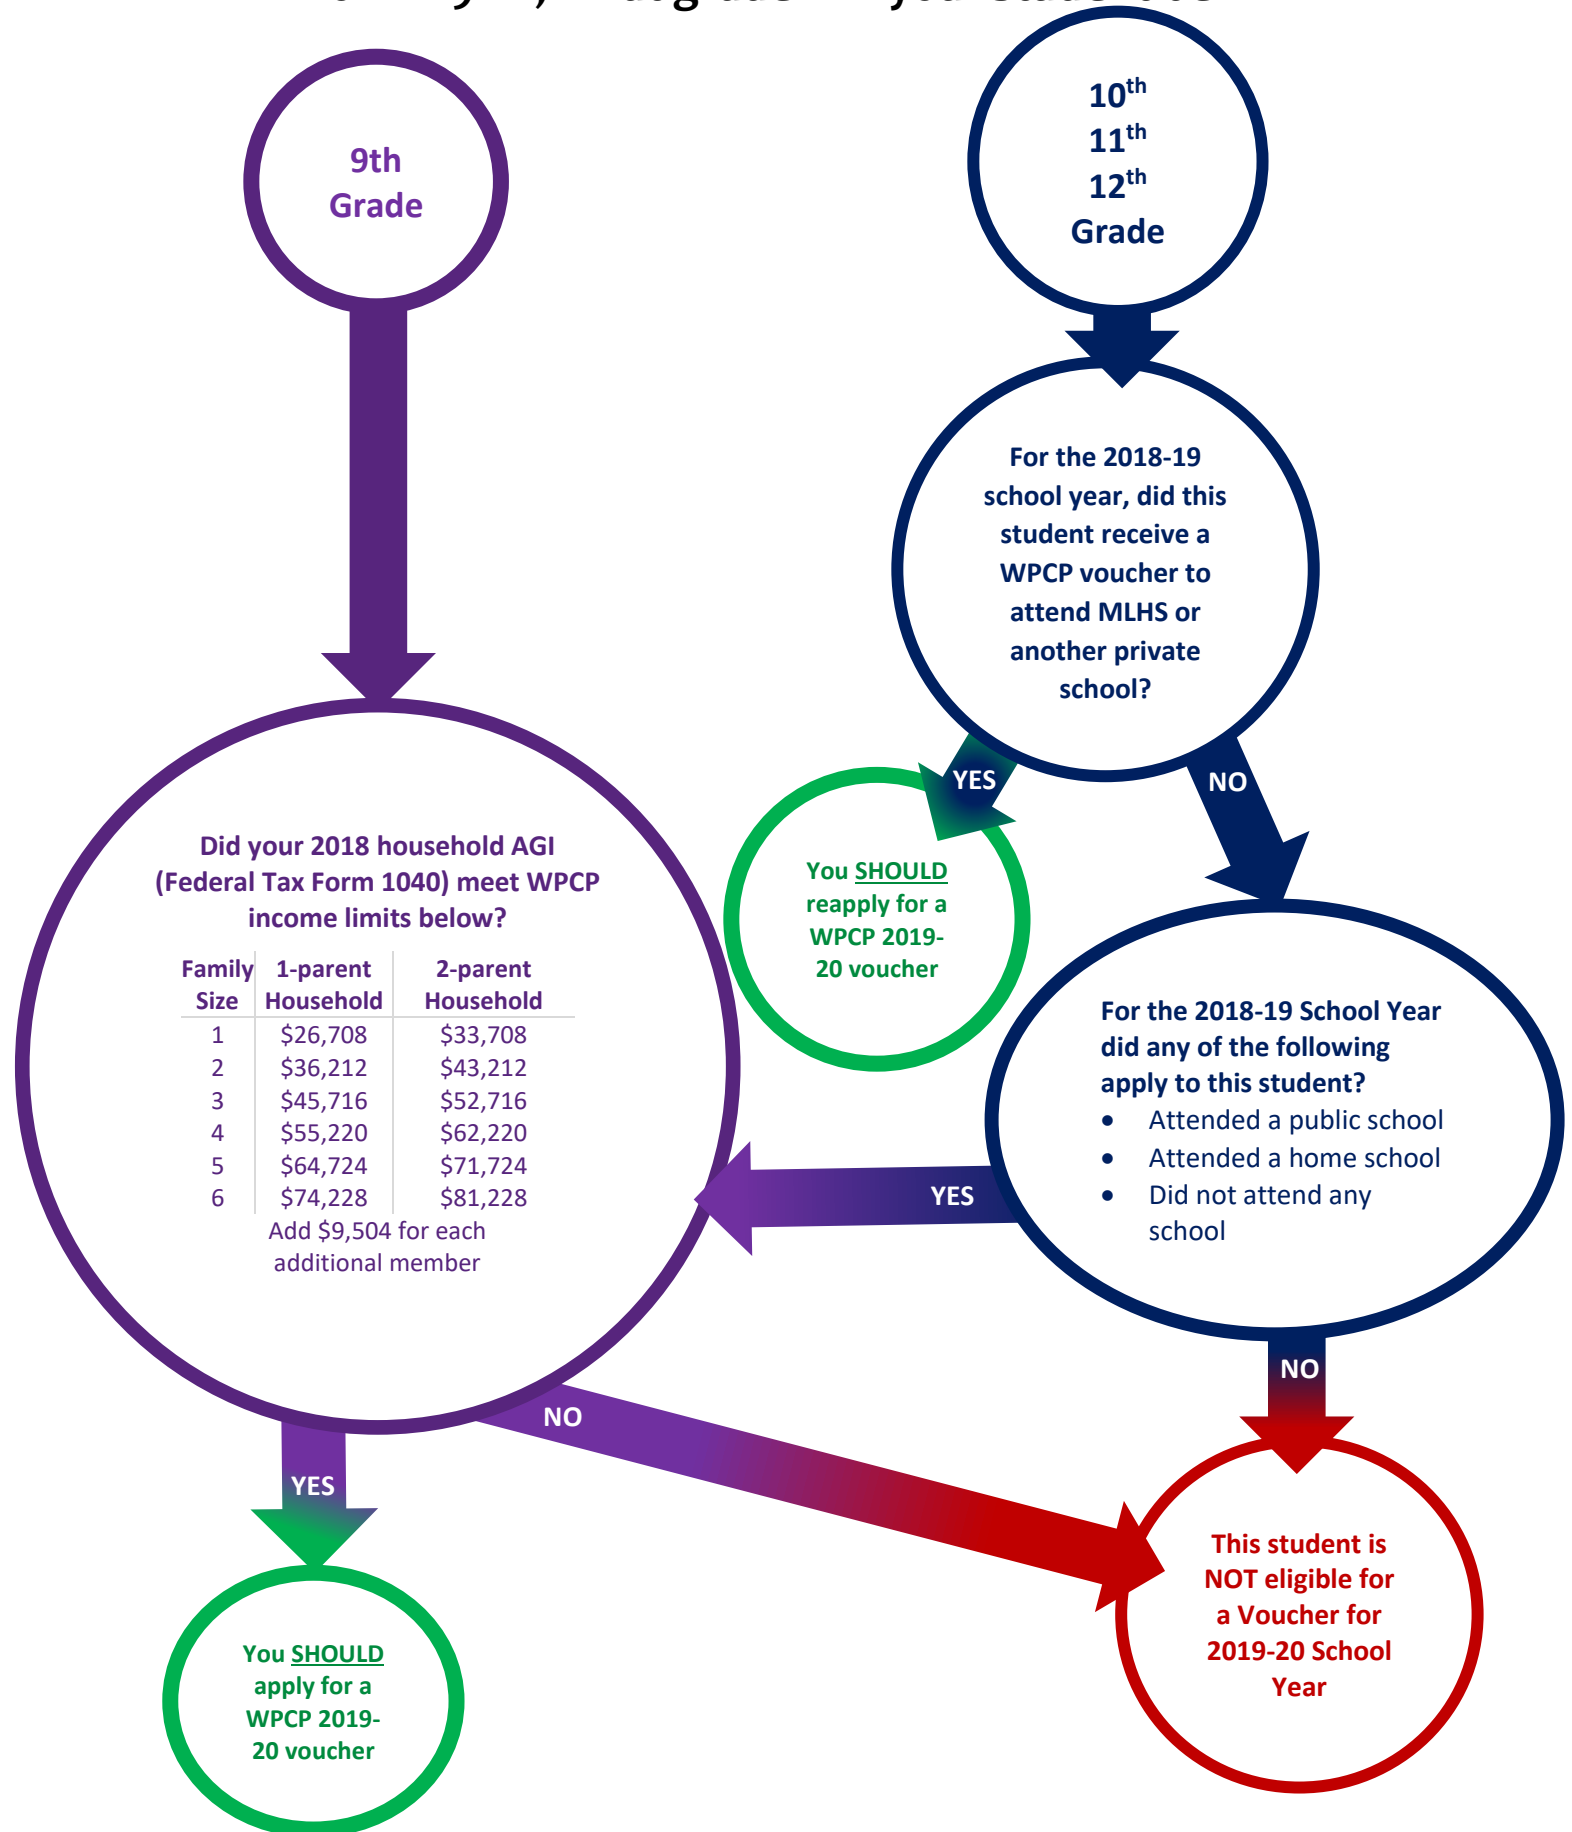 9th
Grade
10th
11th
12th
Grade
For the 2018-19
school year, did this
student receive a
WPCP voucher to
attend MLHS or
another private
school?
YES
NO
You SHOULD
reapply for a
WPCP 2019-
20 voucher
Did your 2018 household AGI
(Federal Tax Form 1040) meet WPCP
income limits below?
Family 1-parent 2-parent
Size Household Household
1 $26,708 $33,708
2 $36,212 $43,212
3 $45,716 $52,716
4 $55,220 $62,220
5 $64,724 $71,724
6 $74,228 $81,228
Add $9,504 for each
additional member
For the 2018-19 School Year
did any of the following
apply to this student?
• Attended a public school
• Attended a home school
• Did not attend any
school
YES
NO
NO
YES
This student is
NOT eligible for
a Voucher for
2019-20 School
Year
You SHOULD
apply for a
WPCP 2019-
20 voucher